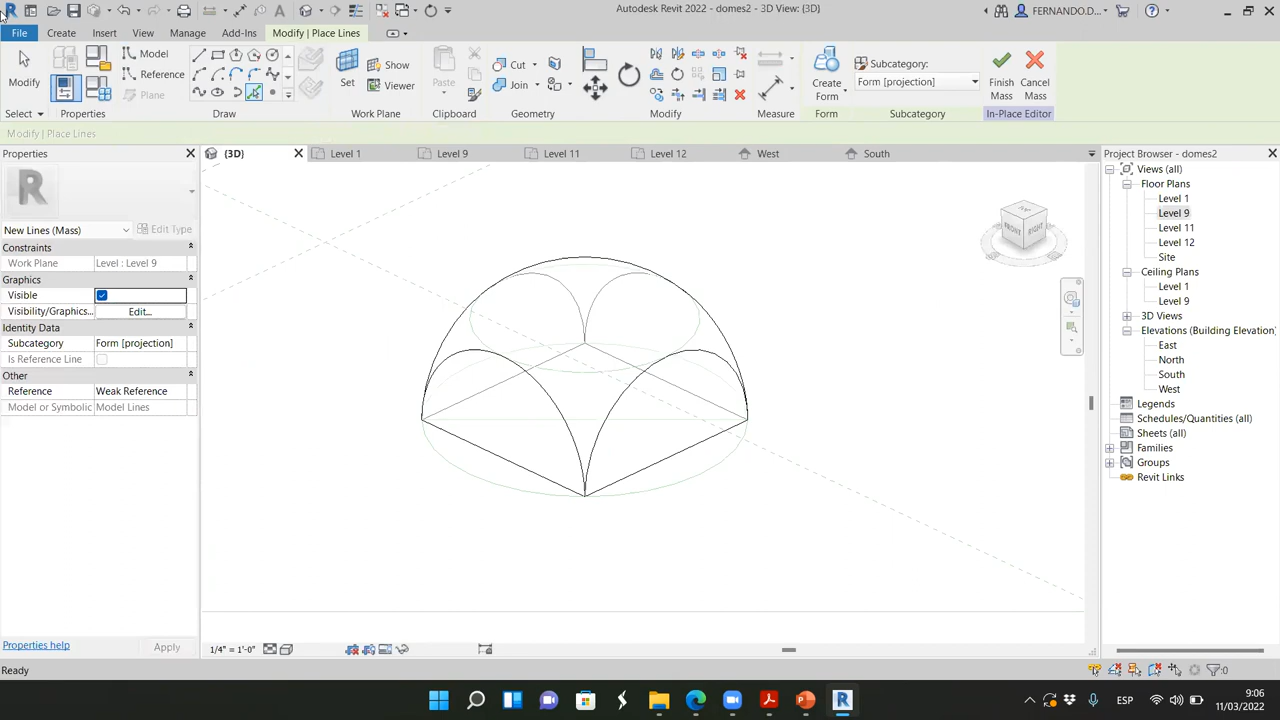 Autodesk Revit 2022 - domes2 - 3D View: {3D}
FERNANDO.D...
File
Create
Insert
View
Manage
Add-Ins
Modify | Place Lines
Modify
Model
Reference
Plane
Set
Show
Viewer
Paste
Cut
Join
Create
Form
Subcategory:
Form [projection]
Finish
Mass
Cancel
Mass
Select
Properties
Draw
Work Plane
Clipboard
Geometry
Modify
Measure
Form
Subcategory
In-Place Editor
Modify | Place Lines
Properties
{3D}
Level 1
Level 9
Level 11
Level 12
West
South
Project Browser - domes2
R
New Lines (Mass)
Edit Type
Constraints
Work Plane
Level : Level 9
Graphics
Visible
Visibility/Graphics...
Edit...
Identity Data
Subcategory
Form [projection]
Is Reference Line
Other
Reference
Weak Reference
Model or Symbolic
Model Lines
FRONT
RIGHT
Views (all)
Floor Plans
Level 1
Level 9
Level 11
Level 12
Site
Ceiling Plans
Level 1
Level 9
3D Views
Elevations (Building Elevation)
East
North
South
West
Legends
Schedules/Quantities (all)
Sheets (all)
Families
Groups
Revit Links
Properties help
Apply
1/4" = 1'-0"
Ready
:0
ESP
9:06
11/03/2022